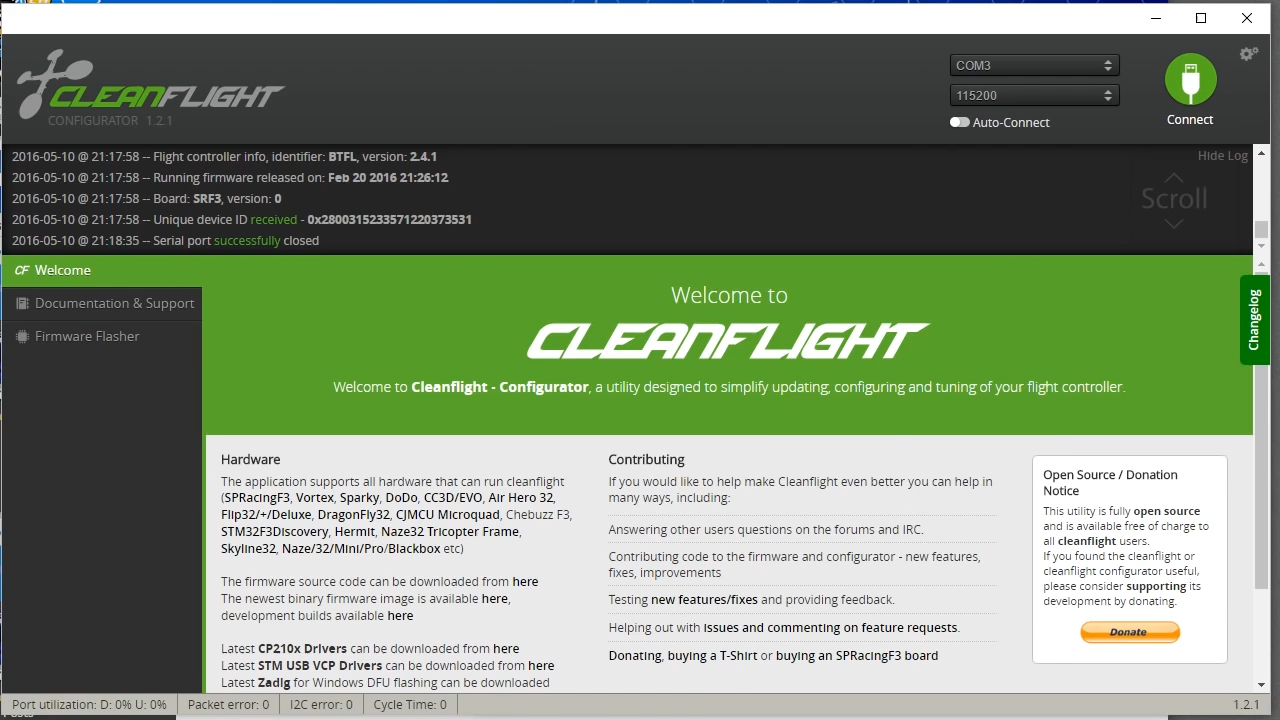 COM3
115200
Auto-Connect
Connect
CLEANFLIGHT
CONFIGURATOR 1.2.1
Hide Log
Scroll
2016-05-10 @ 21:17:58 -- Flight controller info, identifier: BTFL, version: 2.4.1
2016-05-10 @ 21:17:58 -- Running firmware released on: Feb 20 2016 21:26:12
2016-05-10 @ 21:17:58 -- Board: SRF3, version: 0
2016-05-10 @ 21:17:58 -- Unique device ID received - 0x2800315233571220373531
2016-05-10 @ 21:18:35 -- Serial port successfully closed
CF Welcome
Documentation & Support
Firmware Flasher
Changelog
Welcome to
CLEANFLIGHT
Welcome to Cleanflight - Configurator, a utility designed to simplify updating, configuring and tuning of your flight controller.
Hardware
The application supports all hardware that can run cleanflight
(SPRacingF3, Vortex, Sparky, DoDo, CC3D/EVO, Air Hero 32,
Flip32/+/Deluxe, DragonFly32, CJMCU Microquad, Chebuzz F3,
STM32F3Discovery, Hermit, Naze32 Tricopter Frame,
Skyline32, Naze/32/Mini/Pro/Blackbox etc)
The firmware source code can be downloaded from here
The newest binary firmware image is available here,
development builds available here
Latest CP210x Drivers can be downloaded from here
Latest STM USB VCP Drivers can be downloaded from here
Latest Zadig for Windows DFU flashing can be downloaded
Contributing
If you would like to help make Cleanflight even better you can help in
many ways, including:
Answering other users questions on the forums and IRC.
Contributing code to the firmware and configurator - new features,
fixes, improvements
Testing new features/fixes and providing feedback.
Helping out with issues and commenting on feature requests.
Donating, buying a T-Shirt or buying an SPRacingF3 board
Open Source / Donation
Notice
This utility is fully open source
and is available free of charge to
all cleanflight users.
If you found the cleanflight or
cleanflight configurator useful,
please consider supporting its
development by donating.
Donate
Port utilization: D: 0% U: 0%
Packet error: 0
I2C error: 0
Cycle Time: 0
1.2.1